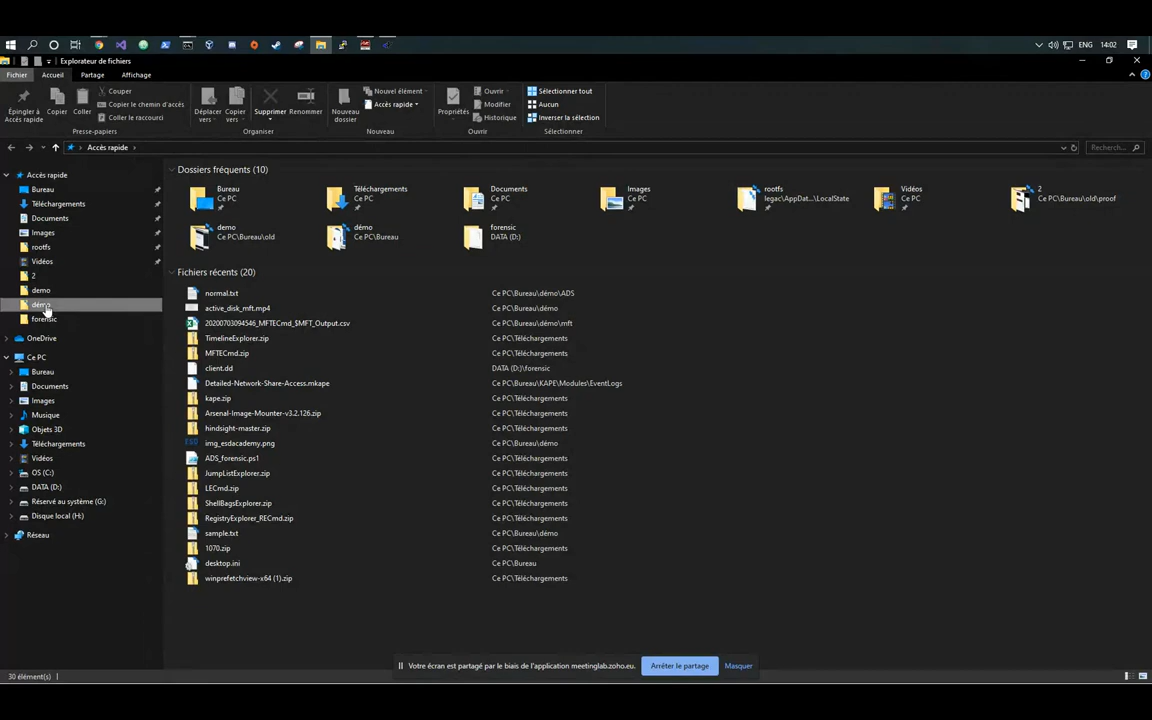 ENG 14:02
Explorateur de fichiers
Fichier Accueil Partage Affichage
Épingler à Accès rapide
Copier
Coller
Couper
Copier le chemin d'accès
Coller le raccourci
Presse-papiers
Déplacer vers
Copier vers
Supprimer
Renommer
Organiser
Nouveau dossier
Nouvel élément
Accès rapide
Nouveau
Propriétés
Ouvrir
Modifier
Historique
Ouvrir
Sélectionner tout
Aucun
Inverser la sélection
Sélectionner
Accès rapide
Recherch...
Accès rapide
Bureau
Téléchargements
Documents
Images
rootfs
Vidéos
2
demo
démo
forensic
OneDrive
Ce PC
Bureau
Documents
Images
Musique
Objets 3D
Téléchargements
Vidéos
OS (C:)
DATA (D:)
Réservé au système (G:)
Disque local (H:)
Réseau
Dossiers fréquents (10)
Bureau
Ce PC
Téléchargements
Ce PC
Documents
Ce PC
Images
Ce PC
rootfs
legac\AppDat...\LocalState
Vidéos
Ce PC
2
Ce PC\Bureau\old\proof
demo
Ce PC\Bureau\old
démo
Ce PC\Bureau
forensic
DATA (D:)
Fichiers récents (20)
normal.txt Ce PC\Bureau\démo\ADS
active_disk_mft.mp4 Ce PC\Bureau\démo
20200703094546_MFTECmd_$MFT_Output.csv Ce PC\Bureau\démo\mft
TimelineExplorer.zip Ce PC\Téléchargements
MFTECmd.zip Ce PC\Téléchargements
client.dd DATA (D:)\forensic
Detailed-Network-Share-Access.mkape Ce PC\Bureau\KAPE\Modules\EventLogs
kape.zip Ce PC\Téléchargements
Arsenal-Image-Mounter-v3.2.126.zip Ce PC\Téléchargements
hindsight-master.zip Ce PC\Téléchargements
ESD img_esdacademy.png Ce PC\Bureau\démo
ADS_forensic.ps1 Ce PC\Téléchargements
JumpListExplorer.zip Ce PC\Téléchargements
LECmd.zip Ce PC\Téléchargements
ShellBagsExplorer.zip Ce PC\Téléchargements
RegistryExplorer_RECmd.zip Ce PC\Téléchargements
sample.txt Ce PC\Bureau\démo
1070.zip Ce PC\Téléchargements
desktop.ini Ce PC\Bureau
winprefetchview-x64 (1).zip Ce PC\Téléchargements
Votre écran est partagé par le biais de l'application meetinglab.zoho.eu. Arrêter le partage Masquer
30 élément(s)